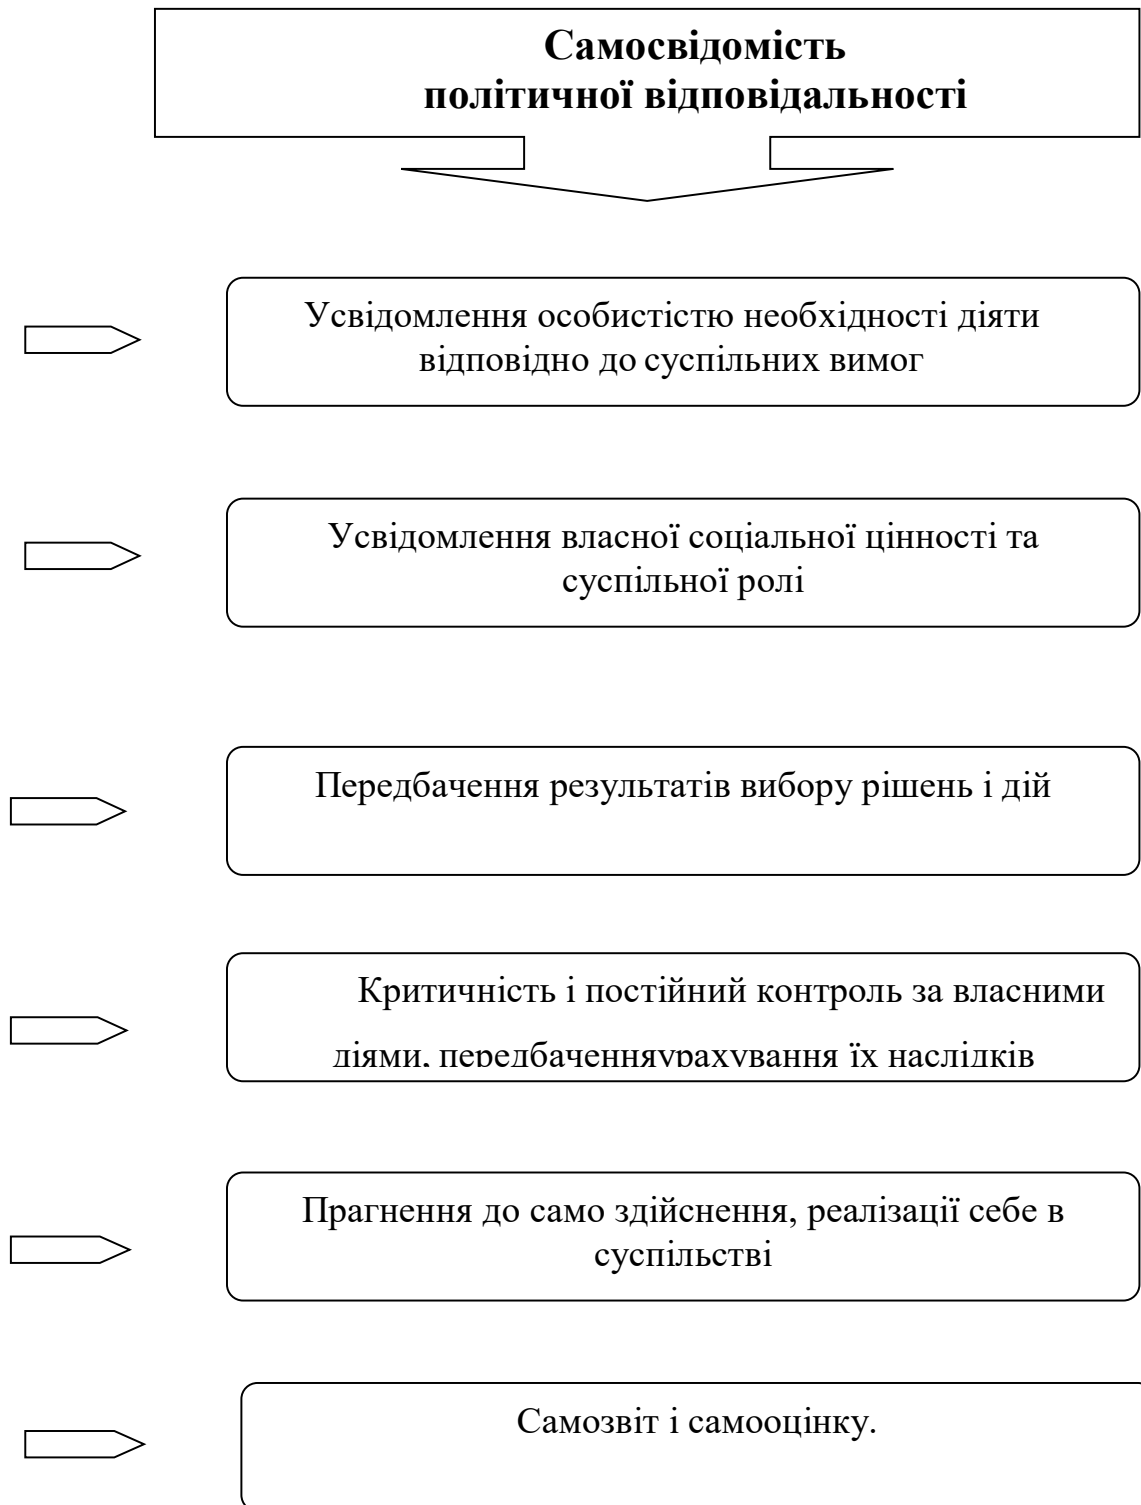 Самосвідомість
політичної відповідальності
Усвідомлення особистістю необхідності діяти
відповідно до суспільних вимог
Усвідомлення власної соціальної цінності та
суспільної ролі
Передбачення результатів вибору рішень і дій
Критичність і постійний контроль за власними
діями, передбаченняурахування їх наслідків
Прагнення до само здійснення, реалізації себе в
суспільстві
Самозвіт і самооцінку.